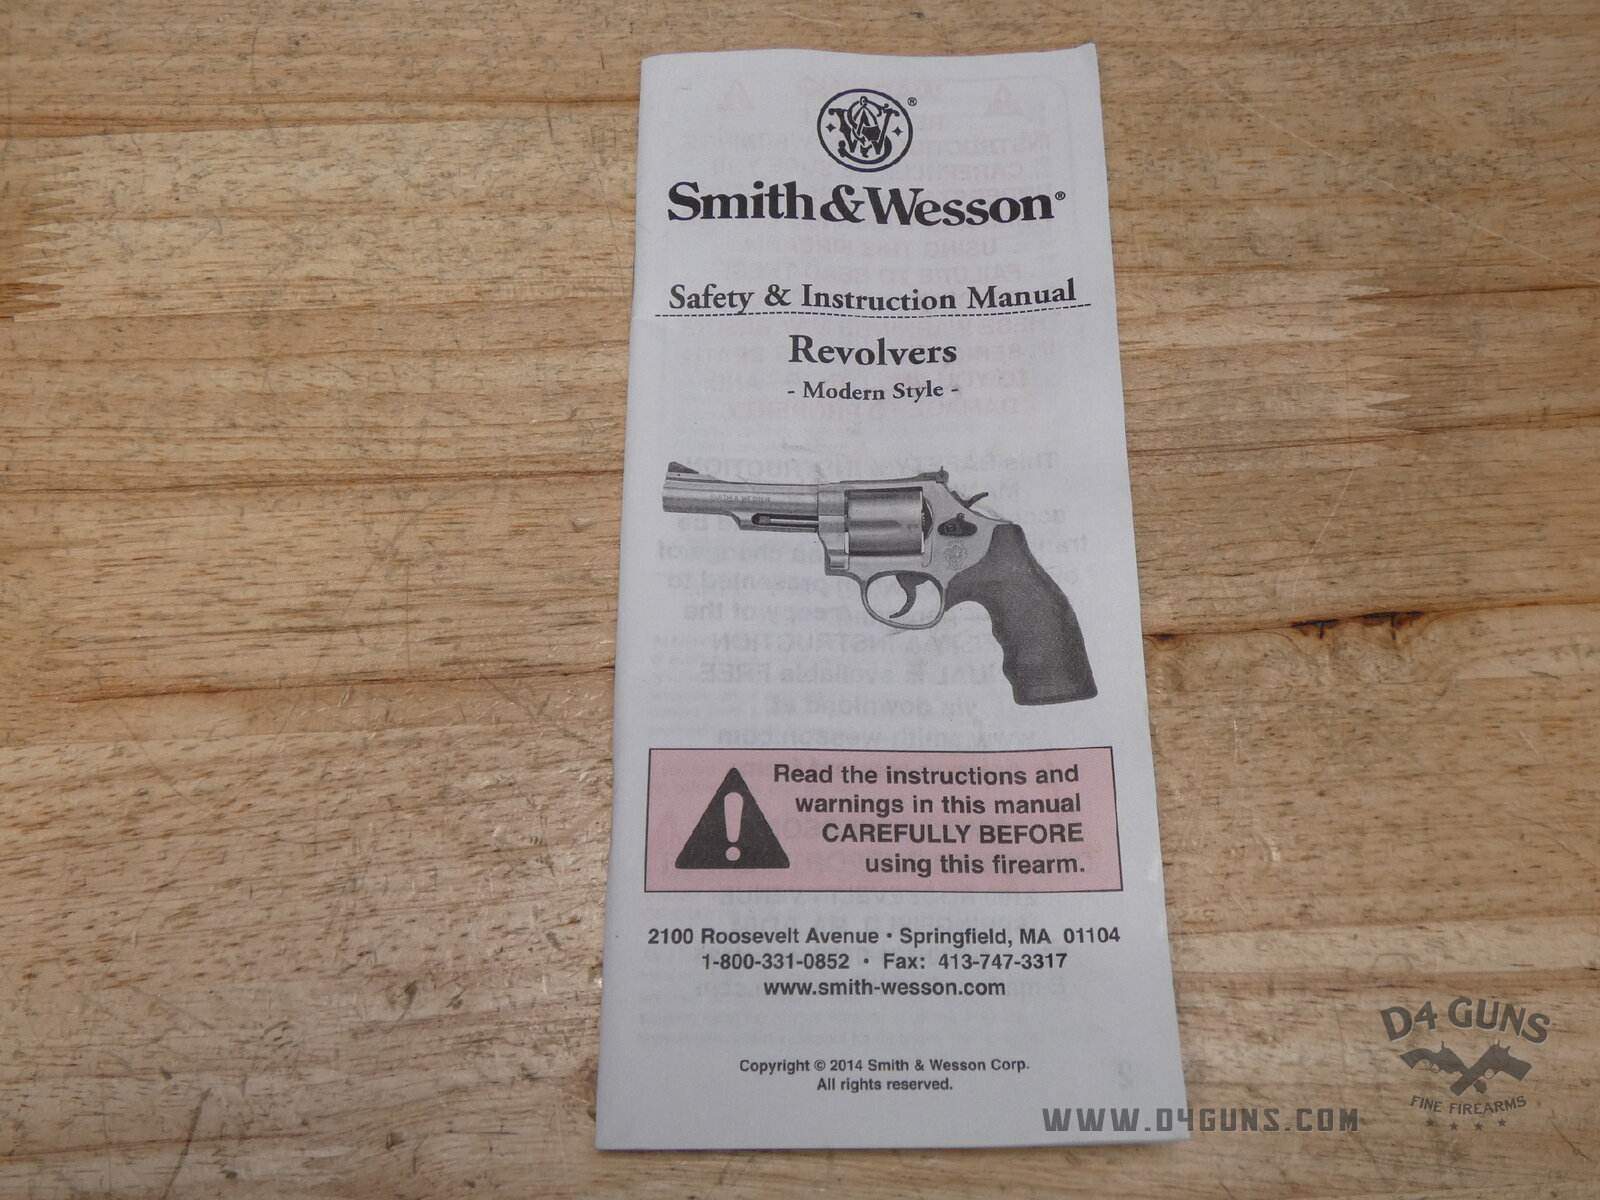 Smith & Wesson®
Safety & Instruction Manual
Revolvers
- Modern Style -
SMITH & WESSON
Read the instructions and
warnings in this manual
CAREFULLY BEFORE
using this firearm.
2100 Roosevelt Avenue • Springfield, MA 01104
1-800-331-0852 • Fax: 413-747-3317
www.smith-wesson.com
Copyright © 2014 Smith & Wesson Corp.
All rights reserved.
D4 GUNS
FINE FIREARMS
WWW.D4GUNS.COM